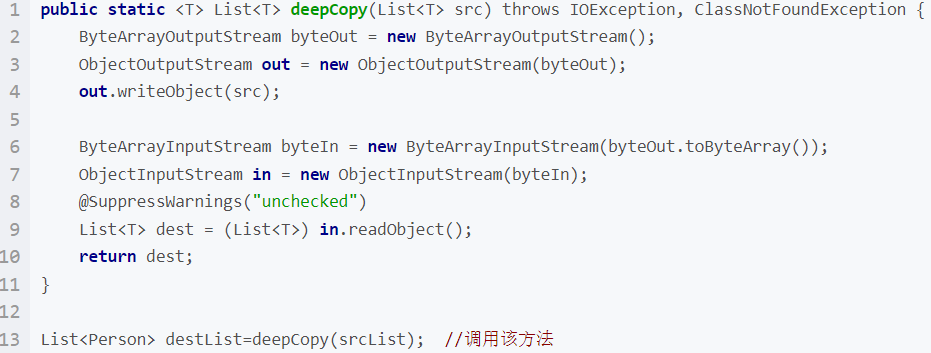 1 public static <T> List<T> deepCopy(List<T> src) throws IOException, ClassNotFoundException {
2 ByteArrayOutputStream byteOut = new ByteArrayOutputStream();
3 ObjectOutputStream out = new ObjectOutputStream(byteOut);
4 out.writeObject(src);
5
6 ByteArrayInputStream byteIn = new ByteArrayInputStream(byteOut.toByteArray());
7 ObjectInputStream in = new ObjectInputStream(byteIn);
8 @SuppressWarnings("unchecked")
9 List<T> dest = (List<T>) in.readObject();
10 return dest;
11 }
12
13 List<Person> destList=deepCopy(srcList); //调用该方法